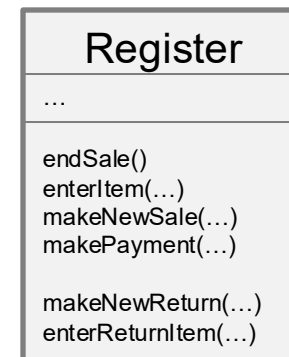 Register
…
endSale()
enterItem(…)
makeNewSale(…)
makePayment(…)
makeNewReturn(…)
enterReturnItem(…)